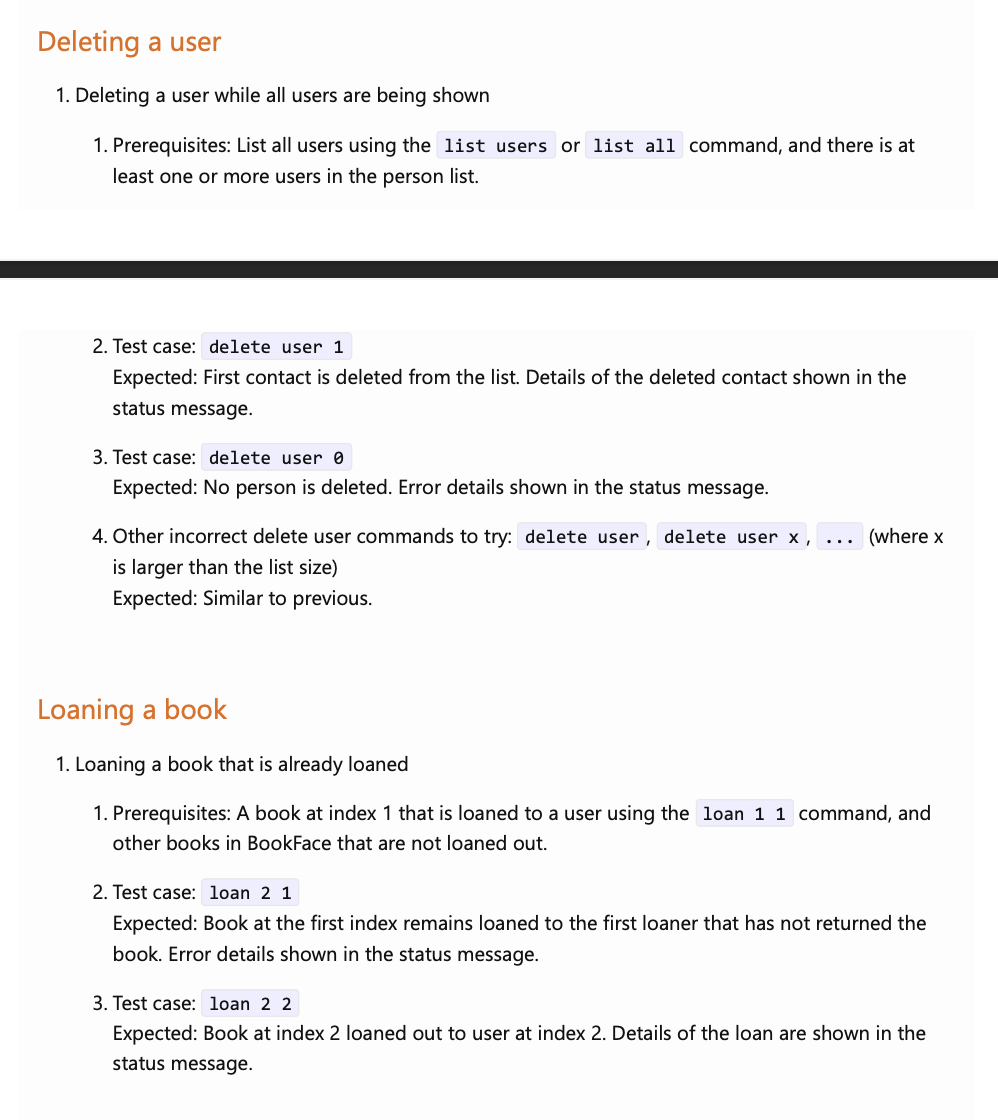 Deleting a user
1. Deleting a user while all users are being shown
1. Prerequisites: List all users using the list users or list all command, and there is at
least one or more users in the person list.
2. Test case: delete user 1
Expected: First contact is deleted from the list. Details of the deleted contact shown in the
status message.
3. Test case: delete user 0
Expected: No person is deleted. Error details shown in the status message.
4. Other incorrect delete user commands to try: delete user, delete user x, ... (where x
is larger than the list size)
Expected: Similar to previous.
Loaning a book
1. Loaning a book that is already loaned
1. Prerequisites: A book at index 1 that is loaned to a user using the loan 1 1 command, and
other books in BookFace that are not loaned out.
2. Test case: loan 2 1
Expected: Book at the first index remains loaned to the first loaner that has not returned the
book. Error details shown in the status message.
3. Test case: loan 2 2
Expected: Book at index 2 loaned out to user at index 2. Details of the loan are shown in the
status message.